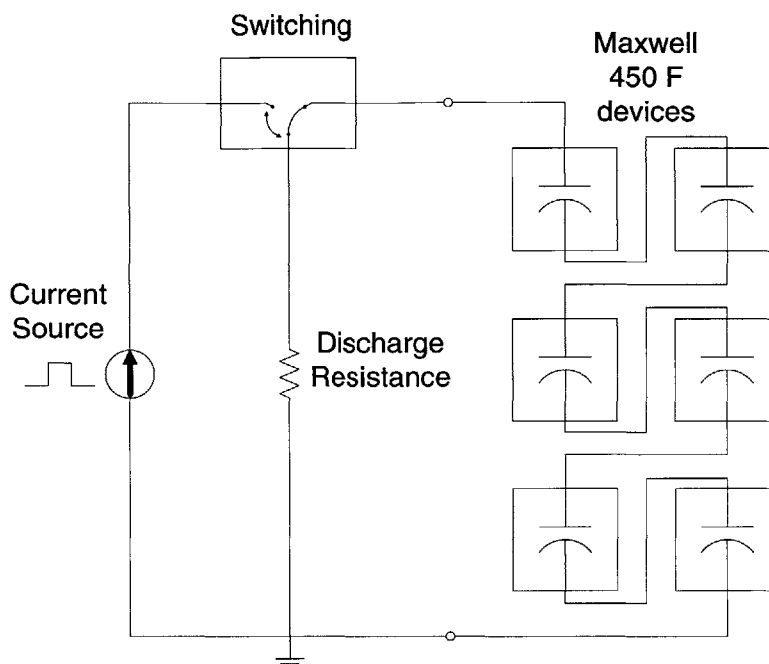 Switching
Maxwell
450 F
devices
Current
Source
Discharge
Resistance